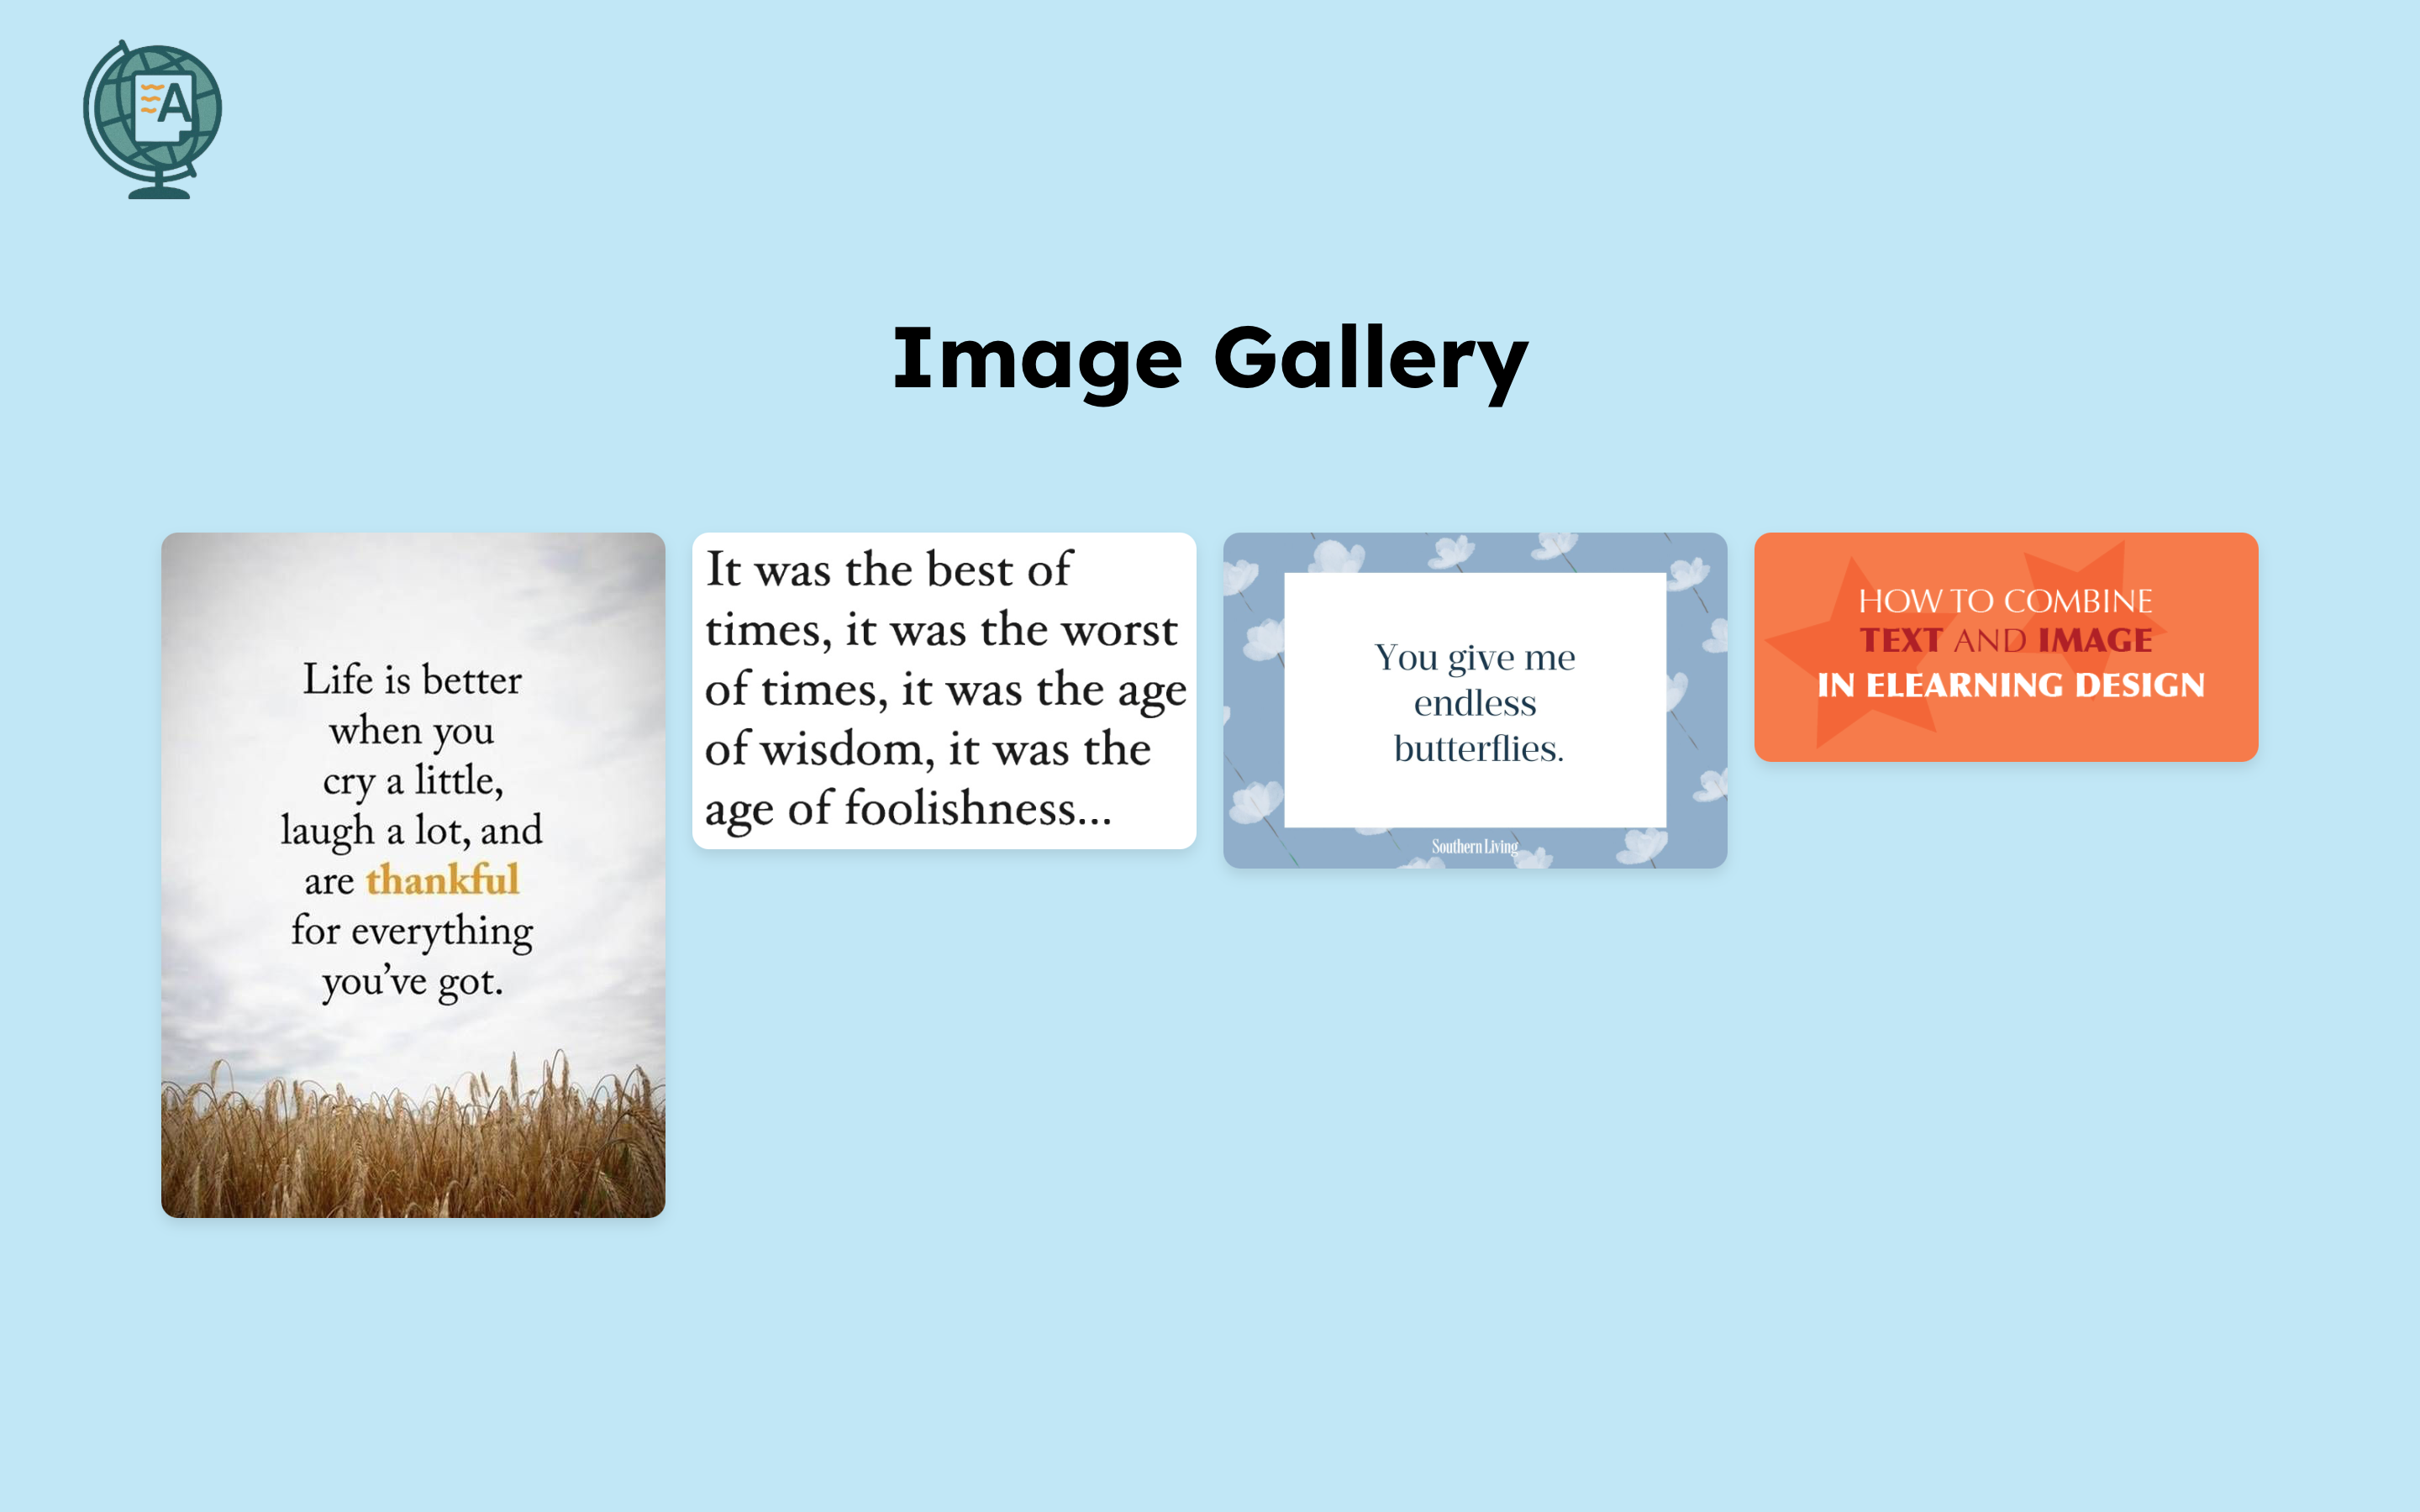 A
Image Gallery
Life is better
when you
cry a little,
laugh a lot, and
are thankful
for everything
you’ve got.
It was the best of
times, it was the worst
of times, it was the age
of wisdom, it was the
age of foolishness...
You give me
endless
butterflies.
Southern Living
HOW TO COMBINE
TEXT AND IMAGE
IN ELEARNING DESIGN